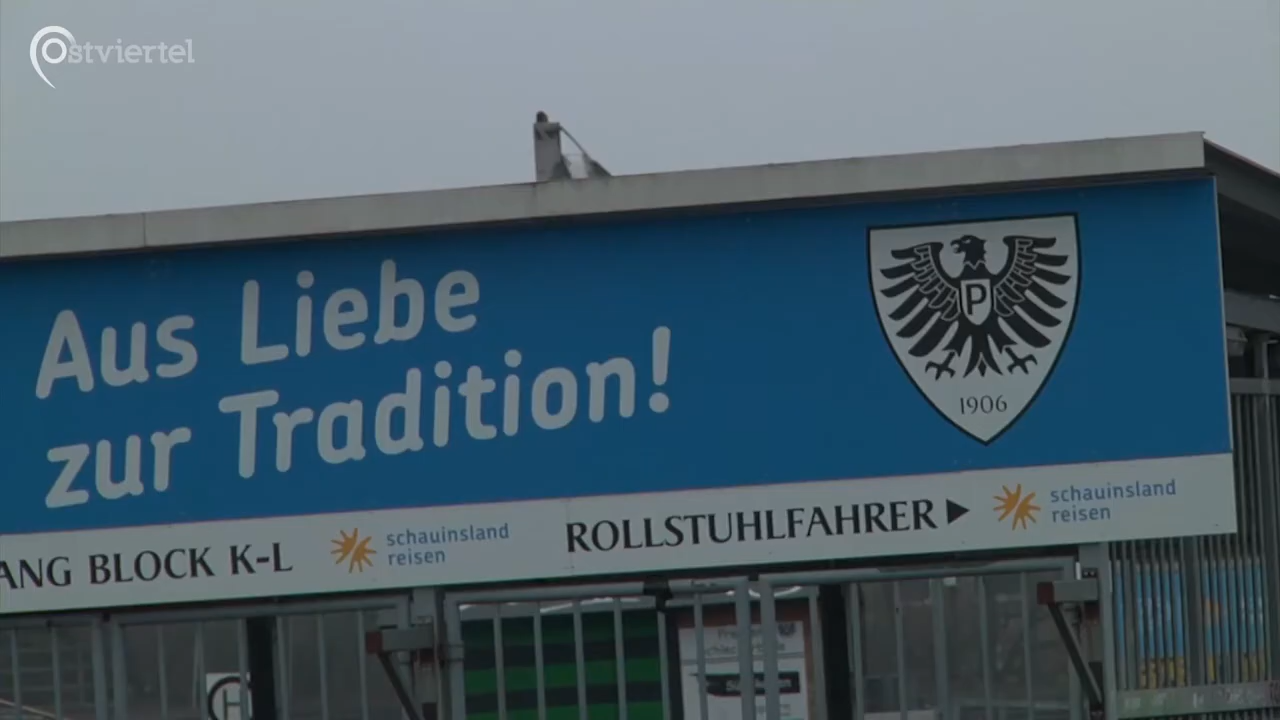 Ostviertel
Aus Liebe
zur Tradition!
P
1906
ANG BLOCK K-L
schauinsland
reisen
ROLLSTUHLFAHRER
schauinsland
reisen
H